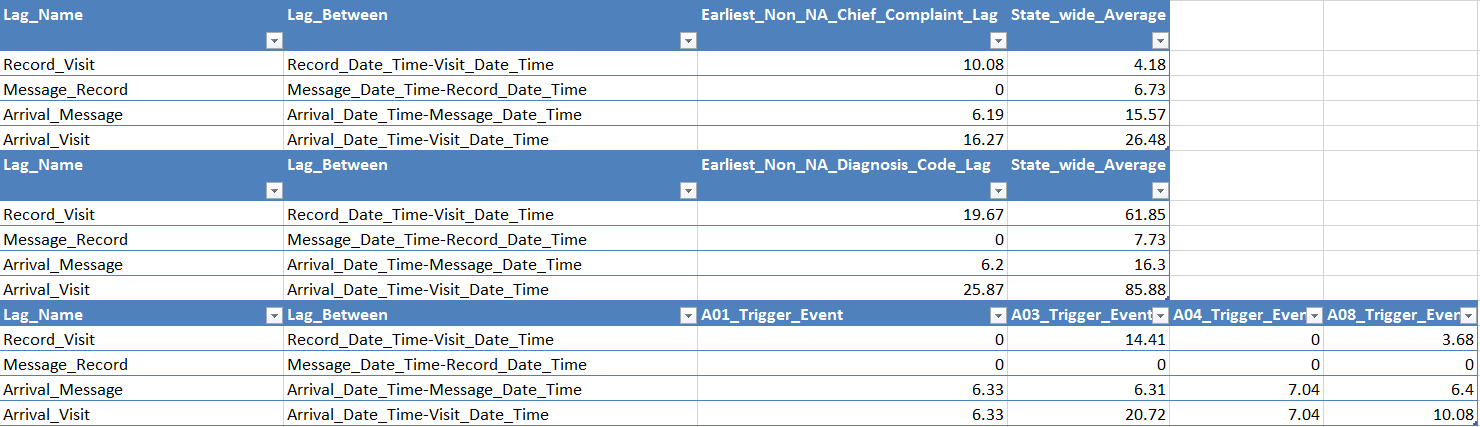 Lag_Name Lag_Between Earliest_Non_NA_Chief_Complaint_Lag State_wide_Average
Record_Visit Record_Date_Time-Visit_Date_Time 10.08 4.18
Message_Record Message_Date_Time-Record_Date_Time 0 6.73
Arrival_Message Arrival_Date_Time-Message_Date_Time 6.19 15.57
Arrival_Visit Arrival_Date_Time-Visit_Date_Time 16.27 26.48
Lag_Name Lag_Between Earliest_Non_NA_Diagnosis_Code_Lag State_wide_Average
Record_Visit Record_Date_Time-Visit_Date_Time 19.67 61.85
Message_Record Message_Date_Time-Record_Date_Time 0 7.73
Arrival_Message Arrival_Date_Time-Message_Date_Time 6.2 16.3
Arrival_Visit Arrival_Date_Time-Visit_Date_Time 25.87 85.88
Lag_Name Lag_Between A01_Trigger_Event A03_Trigger_Event A04_Trigger_Even A08_Trigger_Even
Record_Visit Record_Date_Time-Visit_Date_Time 0 14.41 0 3.68
Message_Record Message_Date_Time-Record_Date_Time 0 0 0 0
Arrival_Message Arrival_Date_Time-Message_Date_Time 6.33 6.31 7.04 6.4
Arrival_Visit Arrival_Date_Time-Visit_Date_Time 6.33 20.72 7.04 10.08